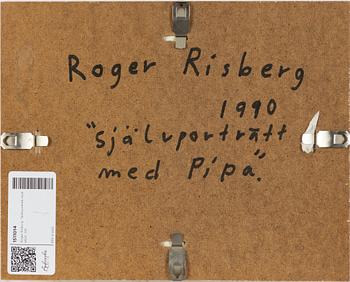 Roger Risberg
1990
"Självporträtt
med Pipa".